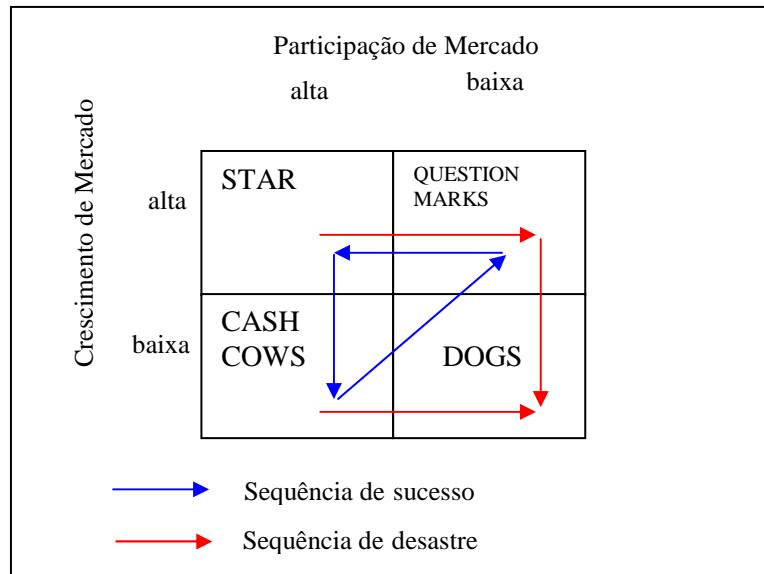 Participação de Mercado
alta
baixa
Crescimento de Mercado
alta
STAR
QUESTION
MARKS
baixa
CASH
COWS
DOGS
Sequência de sucesso
Sequência de desastre